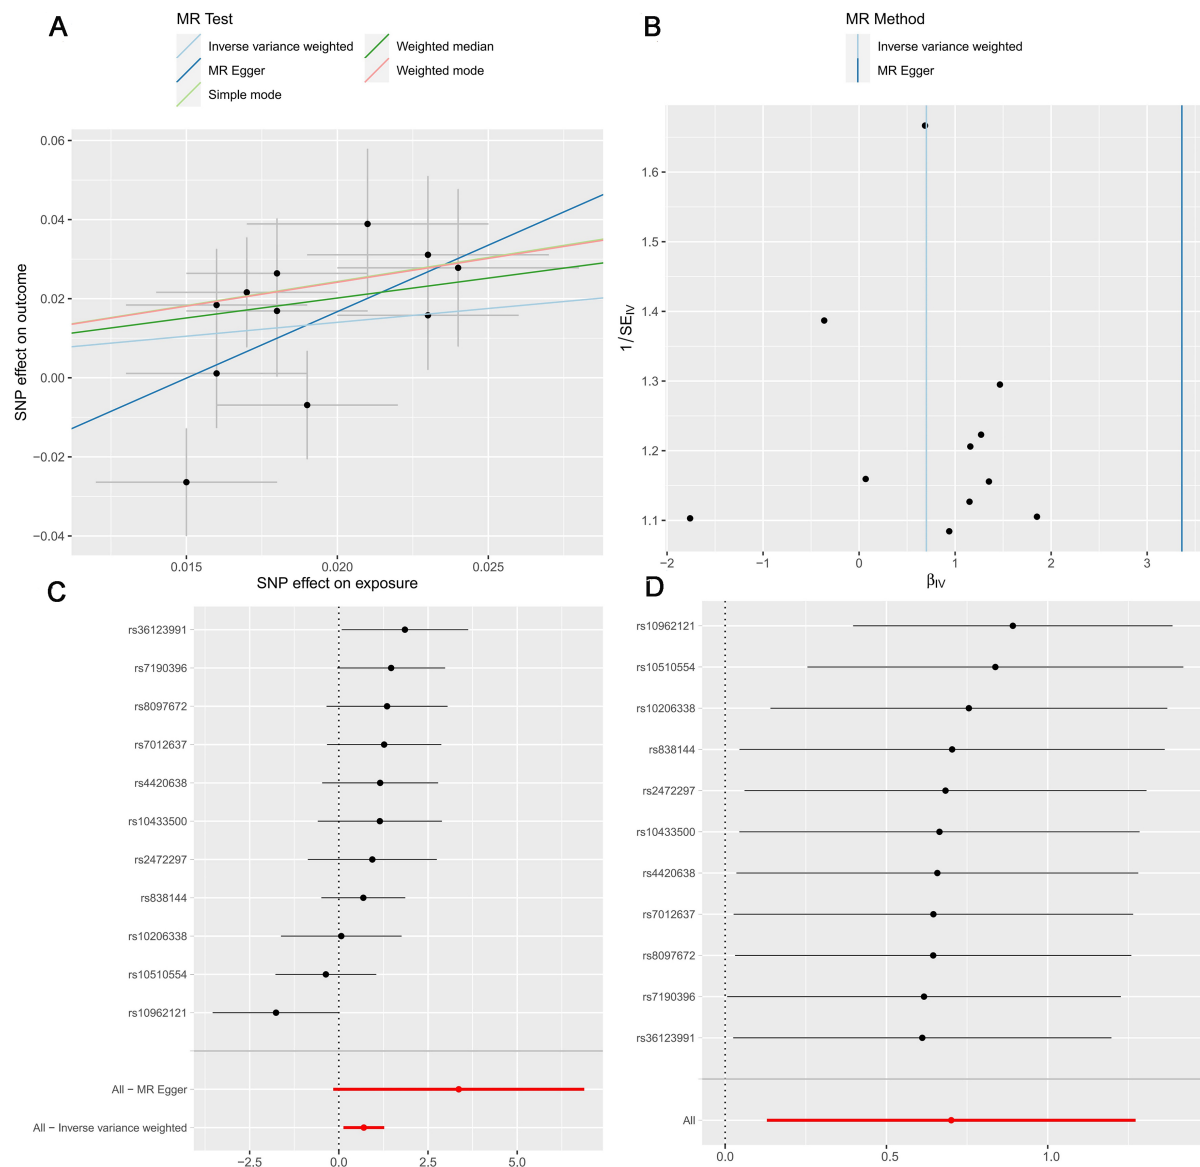 A
MR Test
Inverse variance weighted
MR Egger
Simple mode
Weighted median
Weighted mode
SNP effect on outcome
0.06
0.04
0.02
0.00
−0.02
−0.04
0.015
0.020
0.025
SNP effect on exposure
B
MR Method
Inverse variance weighted
MR Egger
1/SE_IV
1.6
1.5
1.4
1.3
1.2
1.1
−2
−1
0
1
2
3
β_IV
C
rs36123991
rs7190396
rs8097672
rs7012637
rs4420638
rs10433500
rs2472297
rs838144
rs10206338
rs10510554
rs10962121
All − MR Egger
All − Inverse variance weighted
−2.5
0.0
2.5
5.0
D
rs10962121
rs10510554
rs10206338
rs838144
rs2472297
rs10433500
rs4420638
rs7012637
rs8097672
rs7190396
rs36123991
All
0.0
0.5
1.0